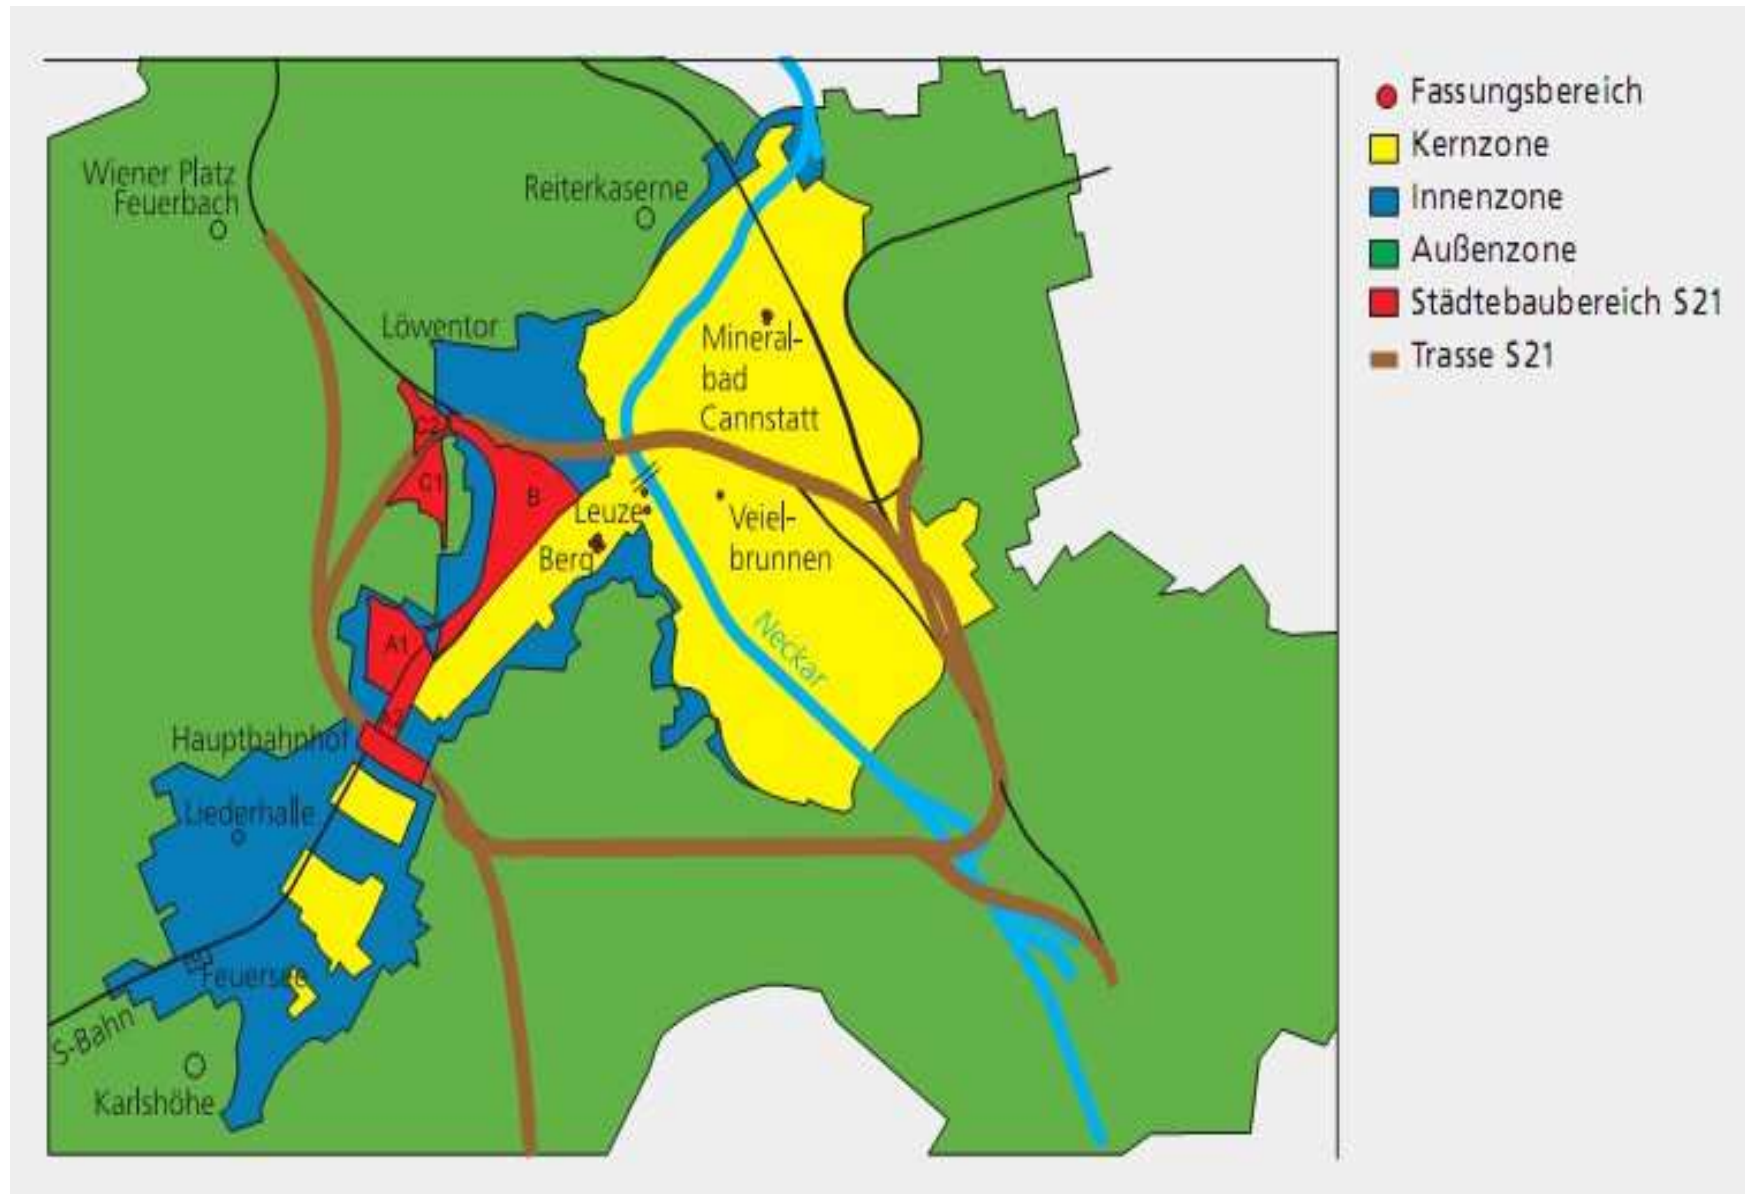 Fassungsbereich
Kernzone
Innenzone
Außenzone
Städtebaubereich S21
Trasse S21
Wiener Platz
Feuerbach
Reiterkaserne
Löwentor
Mineral-
bad
Cannstatt
C2
C1
B
Leuze
Berg
Veiel-
brunnen
A1
A2
Neckar
Hauptbahnhof
Liederhalle
Feuersee
S-Bahn
Karlshöhe